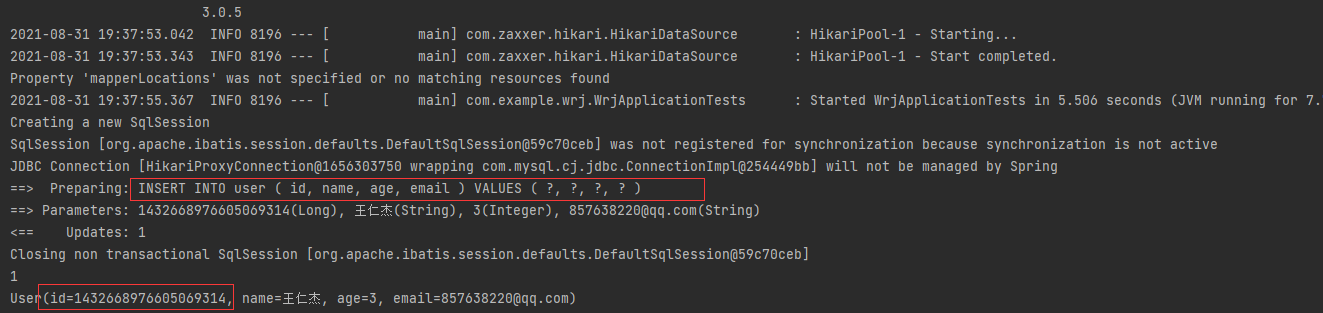 3.0.5
2021-08-31 19:37:53.042  INFO 8196 --- [           main] com.zaxxer.hikari.HikariDataSource       : HikariPool-1 - Starting...
2021-08-31 19:37:53.343  INFO 8196 --- [           main] com.zaxxer.hikari.HikariDataSource       : HikariPool-1 - Start completed.
Property 'mapperLocations' was not specified or no matching resources found
2021-08-31 19:37:55.367  INFO 8196 --- [           main] com.example.wrj.WrjApplicationTests      : Started WrjApplicationTests in 5.506 seconds (JVM running for 7.
Creating a new SqlSession
SqlSession [org.apache.ibatis.session.defaults.DefaultSqlSession@59c70ceb] was not registered for synchronization because synchronization is not active
JDBC Connection [HikariProxyConnection@1656303750 wrapping com.mysql.cj.jdbc.ConnectionImpl@254449bb] will not be managed by Spring
==>  Preparing: INSERT INTO user ( id, name, age, email ) VALUES ( ?, ?, ?, ? )
==> Parameters: 1432668976605069314(Long), 王仁杰(String), 3(Integer), 857638220@qq.com(String)
<==    Updates: 1
Closing non transactional SqlSession [org.apache.ibatis.session.defaults.DefaultSqlSession@59c70ceb]
1
User(id=1432668976605069314, name=王仁杰, age=3, email=857638220@qq.com)